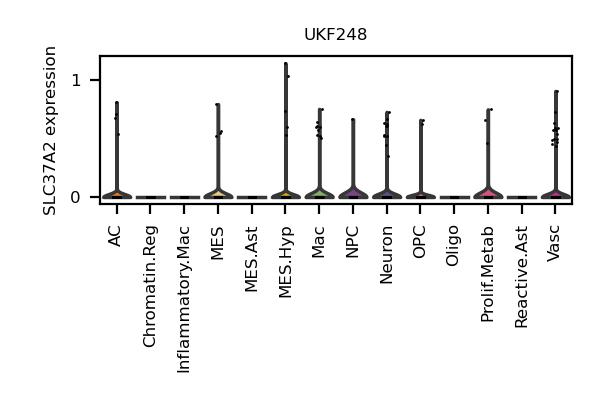 UKF248
SLC37A2 expression
1
0
AC
Chromatin.Reg
Inflammatory.Mac
MES
MES.Ast
MES.Hyp
Mac
NPC
Neuron
OPC
Oligo
Prolif.Metab
Reactive.Ast
Vasc